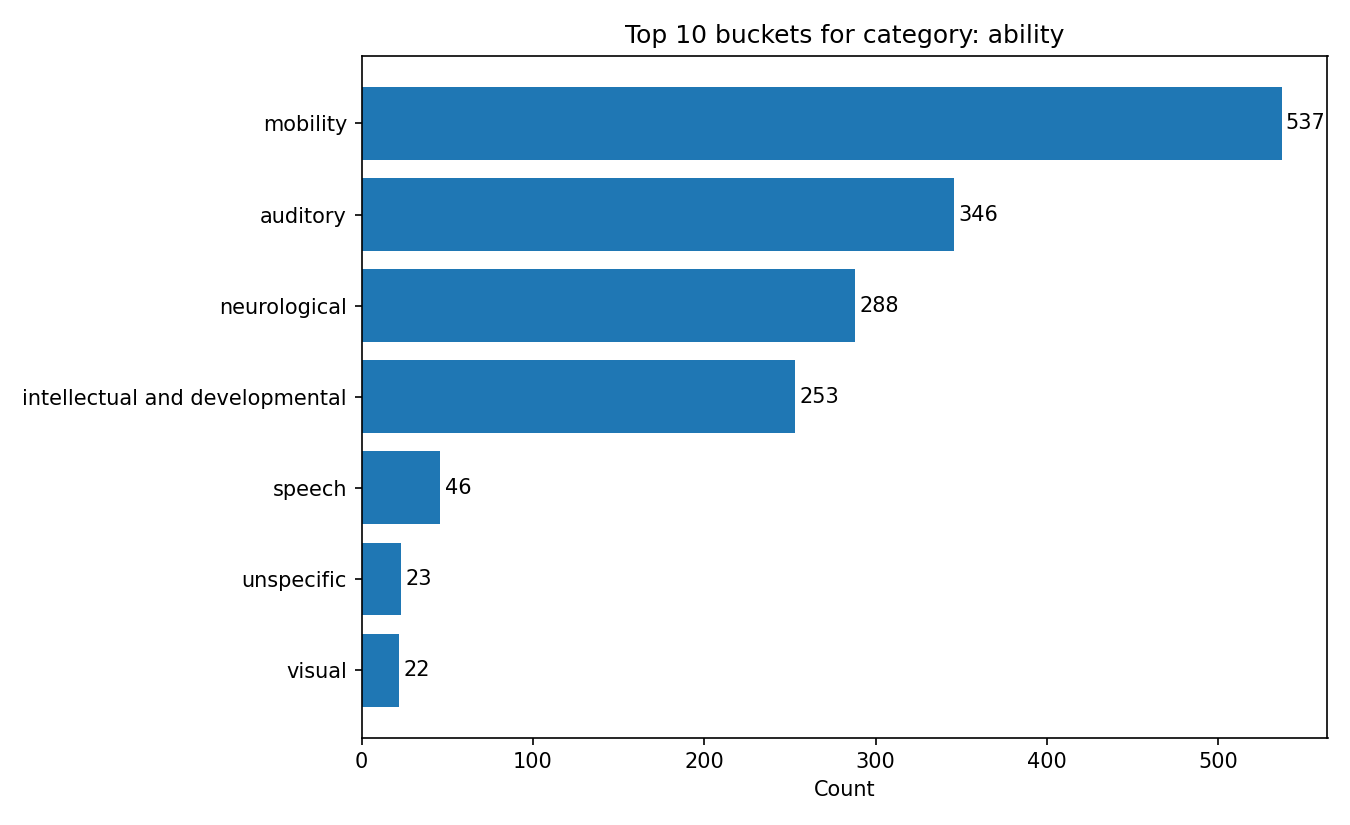 Top 10 buckets for category: ability
mobility 537
auditory 346
neurological 288
intellectual and developmental 253
speech 46
unspecific 23
visual 22
0 100 200 300 400 500
Count